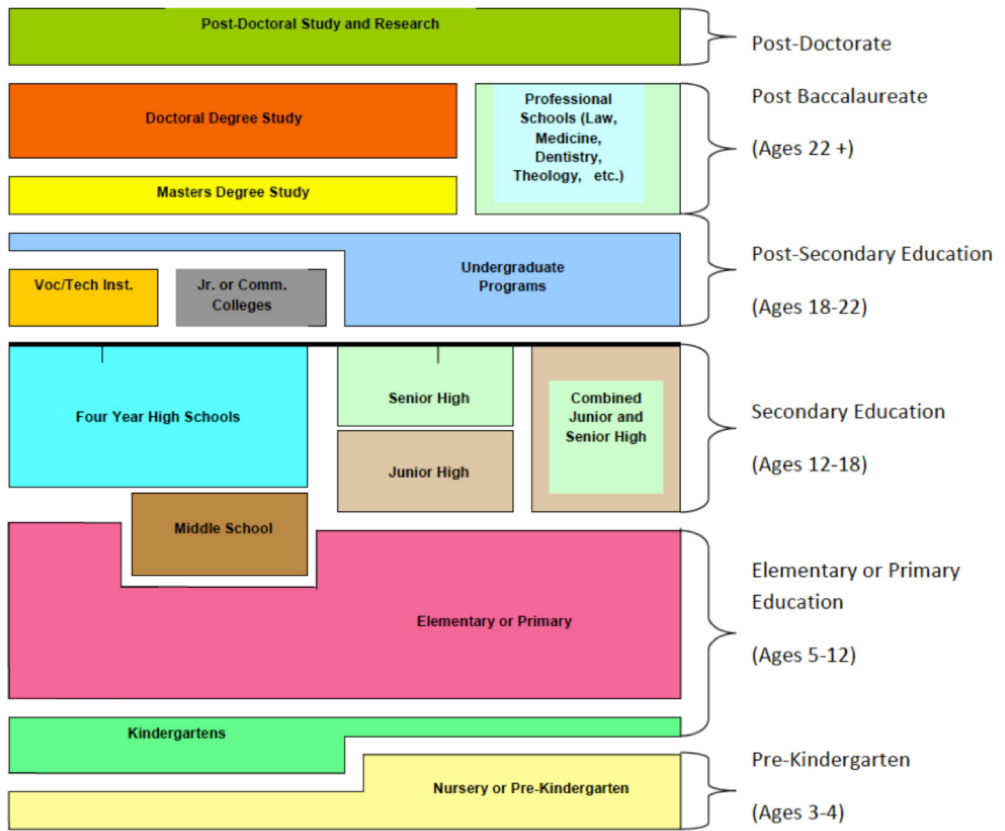 Post-Doctoral Study and Research
Post-Doctorate
Doctoral Degree Study
Professional
Schools (Law,
Medicine,
Dentistry,
Theology, etc.)
Post Baccalaureate
(Ages 22 +)
Masters Degree Study
Undergraduate
Programs
Post-Secondary Education
(Ages 18-22)
Voc/Tech Inst.
Jr. or Comm.
Colleges
Four Year High Schools
Senior High
Junior High
Combined
Junior and
Senior High
Secondary Education
(Ages 12-18)
Middle School
Elementary or Primary
Elementary or Primary
Education
(Ages 5-12)
Kindergartens
Nursery or Pre-Kindergarten
Pre-Kindergarten
(Ages 3-4)